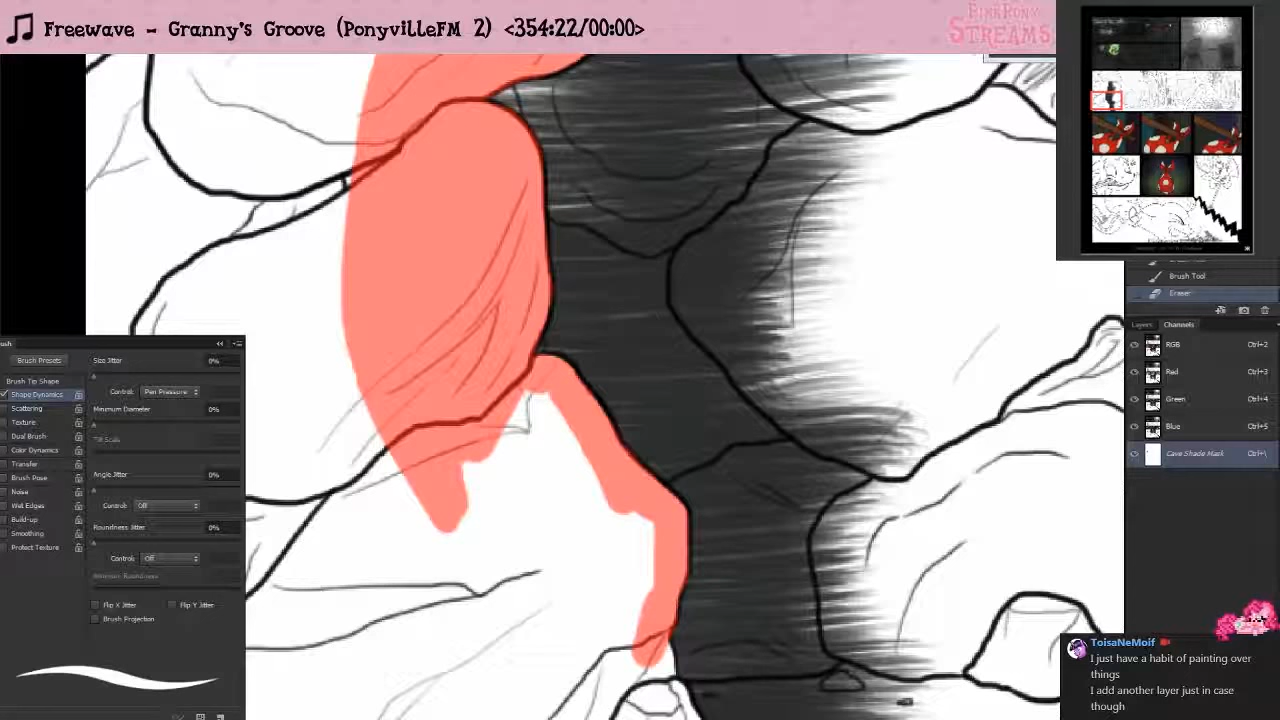 Freewave - Granny's Groove (PonyvilleFM 2) <354:22/00:00>
PINKPONY
STREAMS
Brush Tool
Eraser
Layers Channels
RGB Ctrl+2
Red Ctrl+3
Green Ctrl+4
Blue Ctrl+5
Cave Shade Mask Ctrl+\
Brush Presets
Brush Tip Shape
Shape Dynamics
Scattering
Texture
Dual Brush
Color Dynamics
Transfer
Brush Pose
Noise
Wet Edges
Build-up
Smoothing
Protect Texture
Size Jitter 0%
Control: Pen Pressure
Minimum Diameter 0%
Tilt Scale
Angle Jitter 0%
Control: Off
Roundness Jitter 0%
Control: Off
Minimum Roundness
Flip X Jitter Flip Y Jitter
Brush Projection
ToisaNeMoif
I just have a habit of painting over
things
I add another layer just in case
though